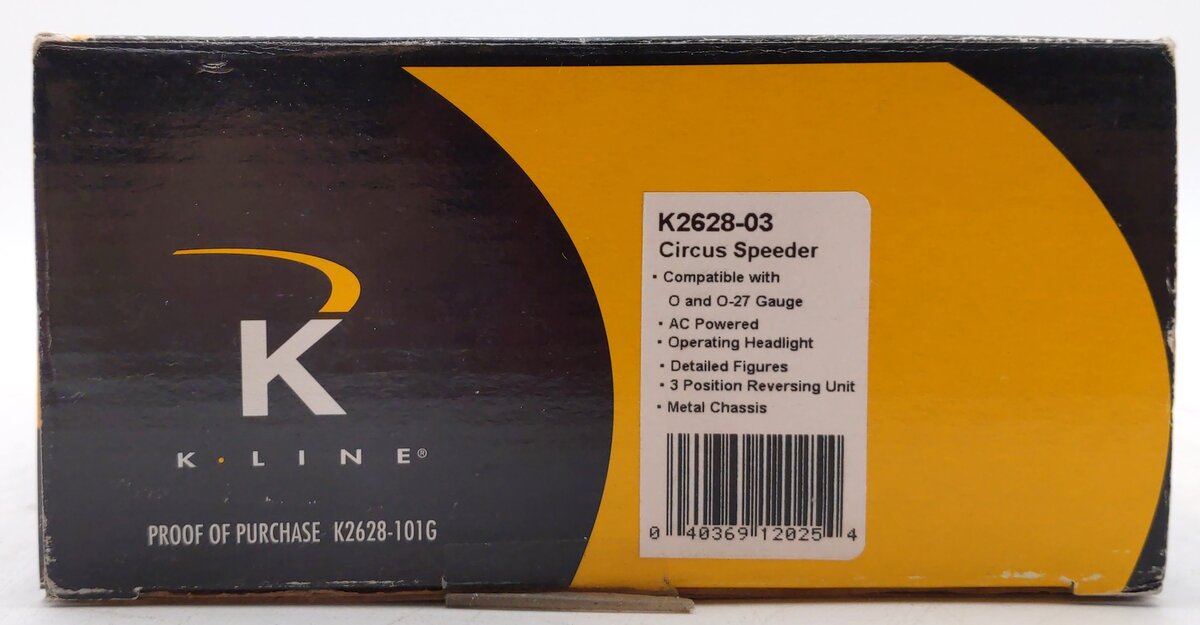 K
K·LINE®
PROOF OF PURCHASE K2628-101G
K2628-03
Circus Speeder
· Compatible with
O and O-27 Gauge
· AC Powered
· Operating Headlight
· Detailed Figures
· 3 Position Reversing Unit
· Metal Chassis
0 40369 12025 4